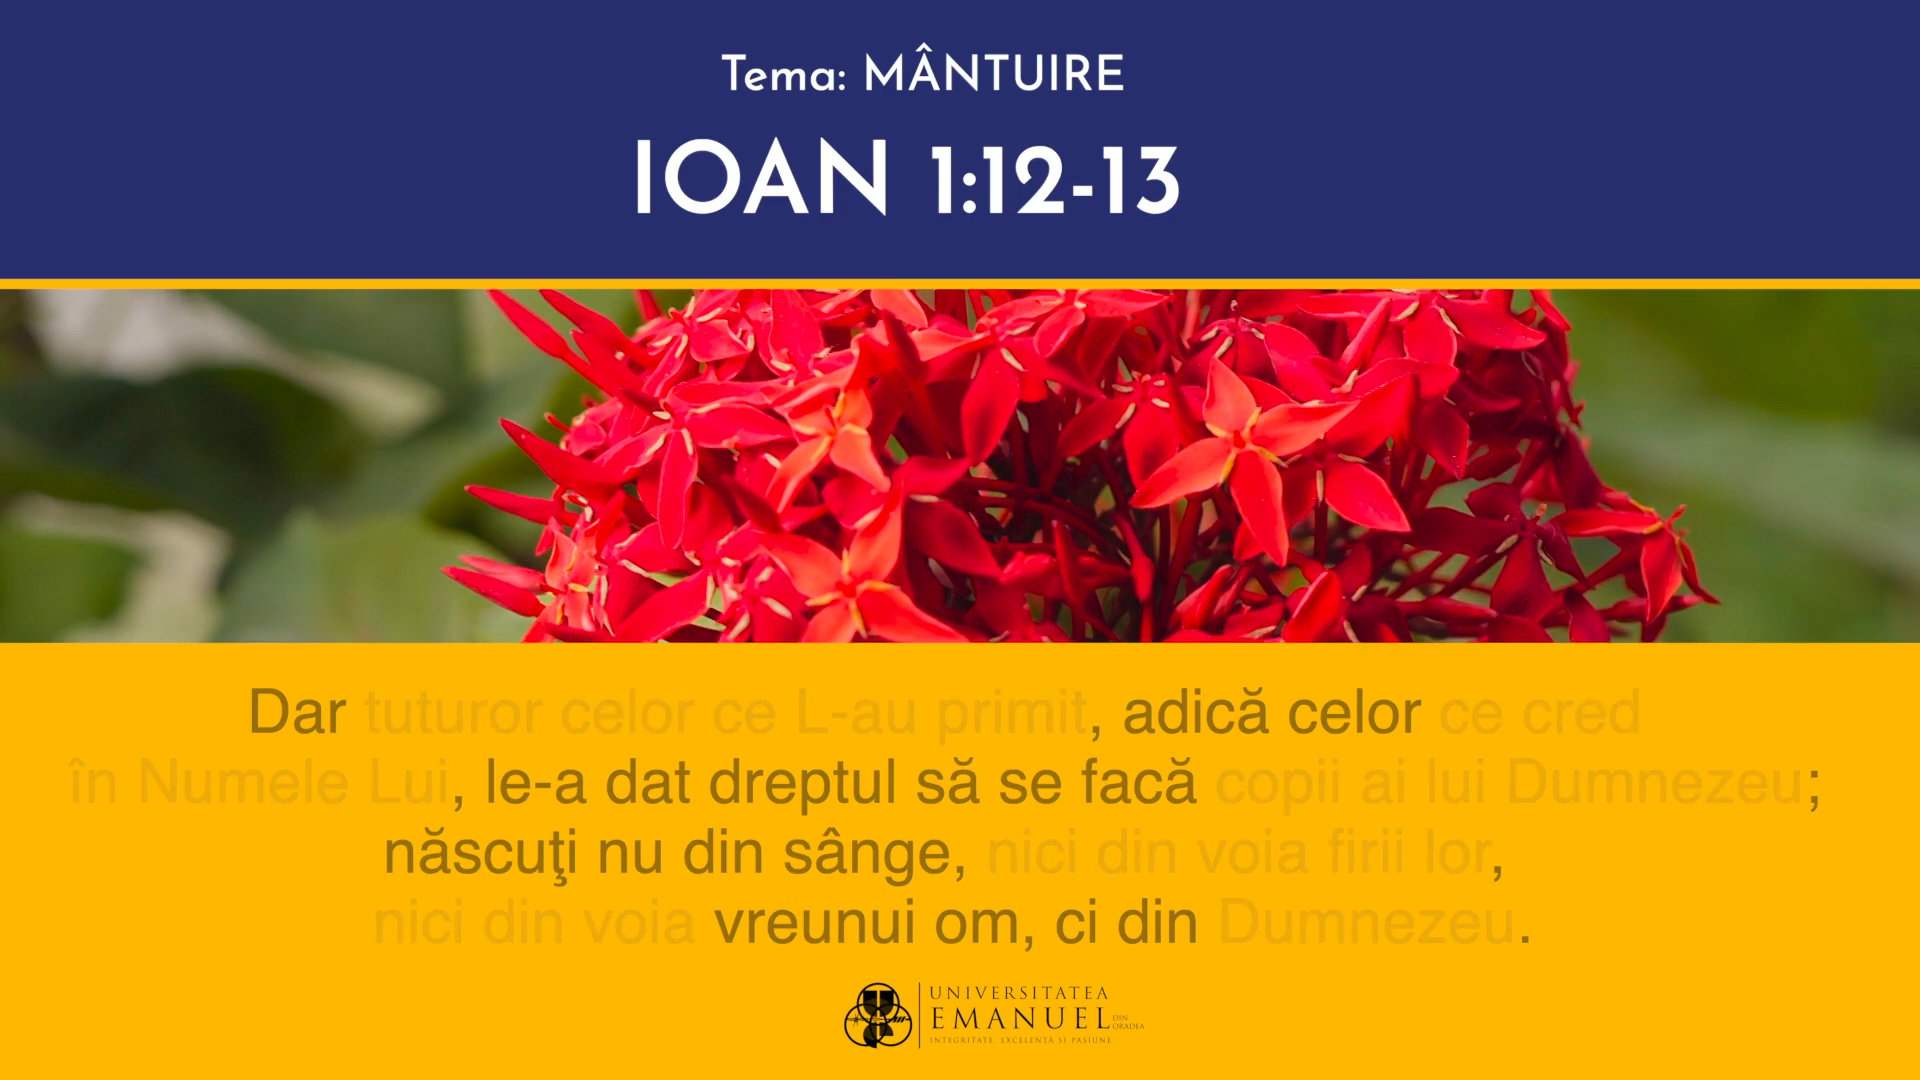 Tema: MÂNTUIRE
IOAN 1:12-13
Dar tuturor celor ce L-au primit, adică celor ce cred
în Numele Lui, le-a dat dreptul să se facă copii ai lui Dumnezeu;
născuţi nu din sânge, nici din voia firii lor,
nici din voia vreunui om, ci din Dumnezeu.
UNIVERSITATEA
EMANUEL DIN ORADEA
INTEGRITATE, EXCELENȚĂ ȘI PASIUNE